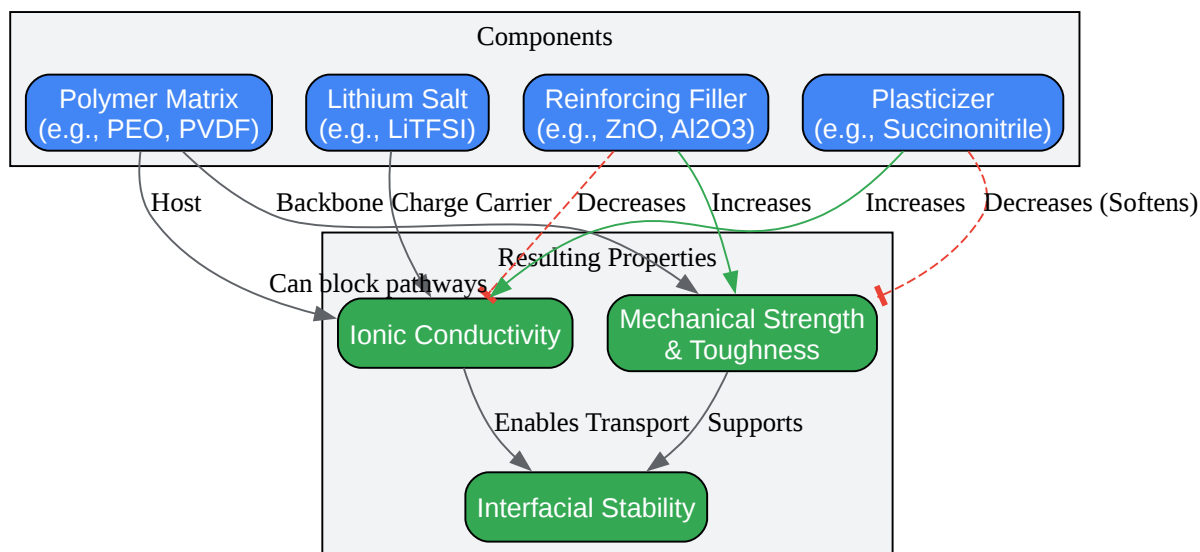 Components
Polymer Matrix
(e.g., PEO, PVDF)
Lithium Salt
(e.g., LiTFSI)
Reinforcing Filler
(e.g., ZnO, Al2O3)
Plasticizer
(e.g., Succinonitrile)
Host
Backbone
Charge Carrier
Decreases
Increases
Increases
Decreases (Softens)
Resulting Properties
Can block pathways
Ionic Conductivity
Mechanical Strength
& Toughness
Enables Transport
Supports
Interfacial Stability